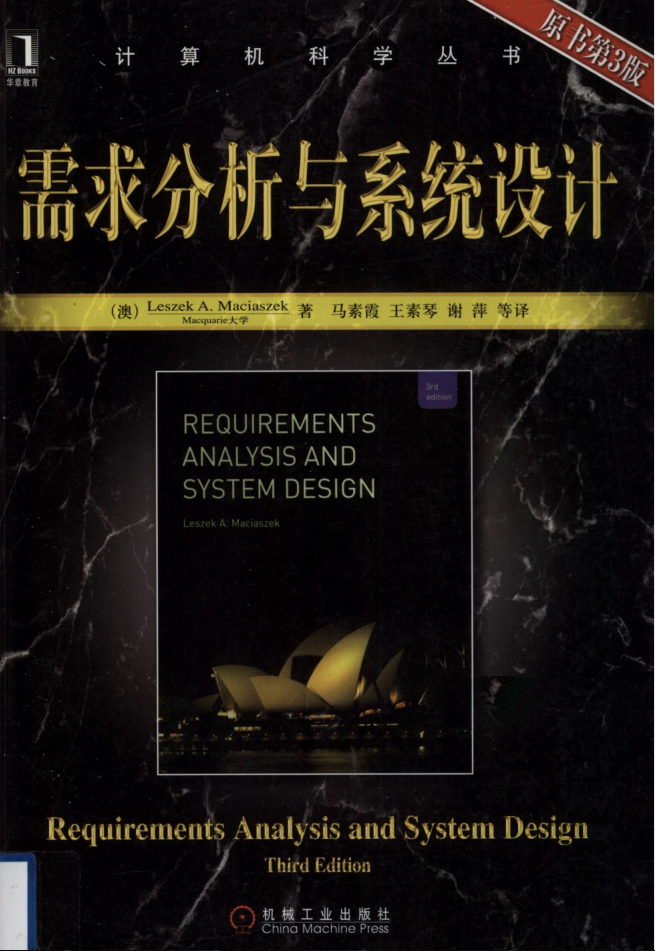 原书第3版
HZ BOOKS
华章教育
计算机科学丛书
需求分析与系统设计
(澳) Leszek A. Maciaszek 著 马素霞 王素琴 谢萍 等译
Macquarie大学
3rd
edition
REQUIREMENTS
ANALYSIS AND
SYSTEM DESIGN
Leszek A. Maciaszek
Requirements Analysis and System Design
Third Edition
机械工业出版社
China Machine Press